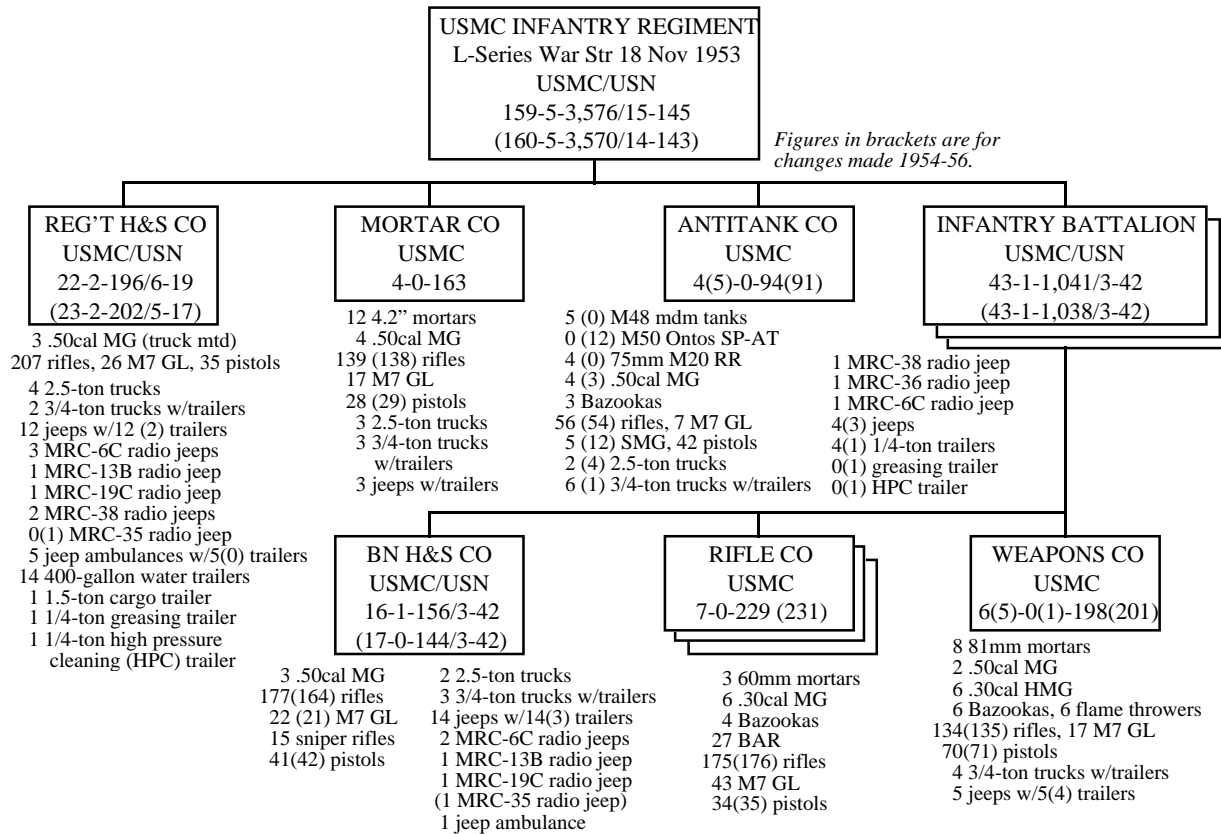 USMC INFANTRY REGIMENT
L-Series War Str 18 Nov 1953
USMC/USN
159-5-3,576/15-145
(160-5-3,570/14-143)
Figures in brackets are for
changes made 1954-56.
REG'T H&S CO
USMC/USN
22-2-196/6-19
(23-2-202/5-17)
3 .50cal MG (truck mtd)
207 rifles, 26 M7 GL, 35 pistols
4 2.5-ton trucks
2 3/4-ton trucks w/trailers
12 jeeps w/12 (2) trailers
3 MRC-6C radio jeeps
1 MRC-13B radio jeep
1 MRC-19C radio jeep
2 MRC-38 radio jeeps
0(1) MRC-35 radio jeep
5 jeep ambulances w/5(0) trailers
14 400-gallon water trailers
1 1.5-ton cargo trailer
1 1/4-ton greasing trailer
1 1/4-ton high pressure
cleaning (HPC) trailer
MORTAR CO
USMC
4-0-163
12 4.2” mortars
4 .50cal MG
139 (138) rifles
17 M7 GL
28 (29) pistols
3 2.5-ton trucks
3 3/4-ton trucks
w/trailers
3 jeeps w/trailers
ANTITANK CO
USMC
4(5)-0-94(91)
5 (0) M48 mdm tanks
0 (12) M50 Ontos SP-AT
4 (0) 75mm M20 RR
4 (3) .50cal MG
3 Bazookas
56 (54) rifles, 7 M7 GL
5 (12) SMG, 42 pistols
2 (4) 2.5-ton trucks
6 (1) 3/4-ton trucks w/trailers
INFANTRY BATTALION
USMC/USN
43-1-1,041/3-42
(43-1-1,038/3-42)
1 MRC-38 radio jeep
1 MRC-36 radio jeep
1 MRC-6C radio jeep
4(3) jeeps
4(1) 1/4-ton trailers
0(1) greasing trailer
0(1) HPC trailer
BN H&S CO
USMC/USN
16-1-156/3-42
(17-0-144/3-42)
3 .50cal MG
177(164) rifles
22 (21) M7 GL
15 sniper rifles
41(42) pistols
2 2.5-ton trucks
3 3/4-ton trucks w/trailers
14 jeeps w/14(3) trailers
2 MRC-6C radio jeeps
1 MRC-13B radio jeep
1 MRC-19C radio jeep
(1 MRC-35 radio jeep)
1 jeep ambulance
RIFLE CO
USMC
7-0-229 (231)
3 60mm mortars
6 .30cal MG
4 Bazookas
27 BAR
175(176) rifles
43 M7 GL
34(35) pistols
WEAPONS CO
USMC
6(5)-0(1)-198(201)
8 81mm mortars
2 .50cal MG
6 .30cal HMG
6 Bazookas, 6 flame throwers
134(135) rifles, 17 M7 GL
70(71) pistols
4 3/4-ton trucks w/trailers
5 jeeps w/5(4) trailers